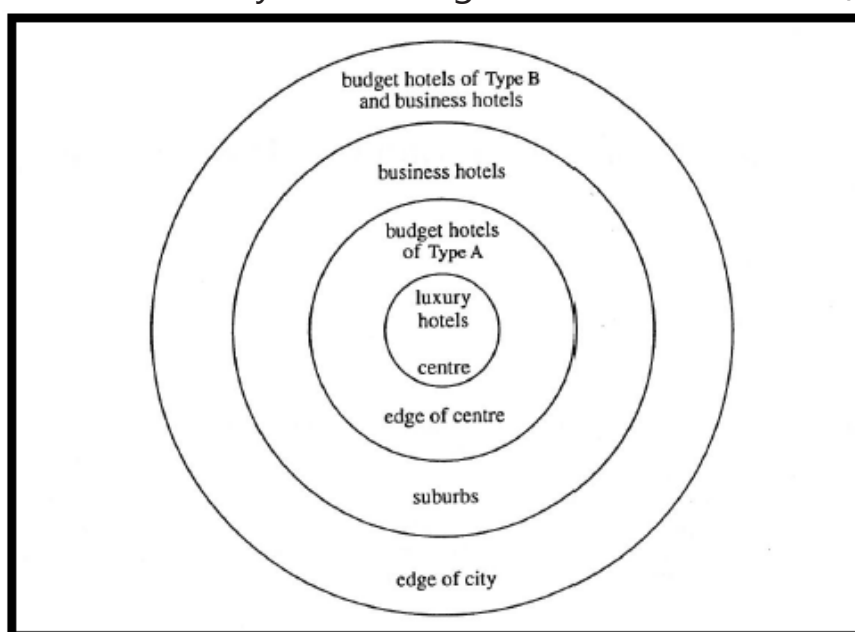 budget hotels of Type B
and business hotels
business hotels
budget hotels
of Type A
luxury
hotels
centre
edge of centre
suburbs
edge of city